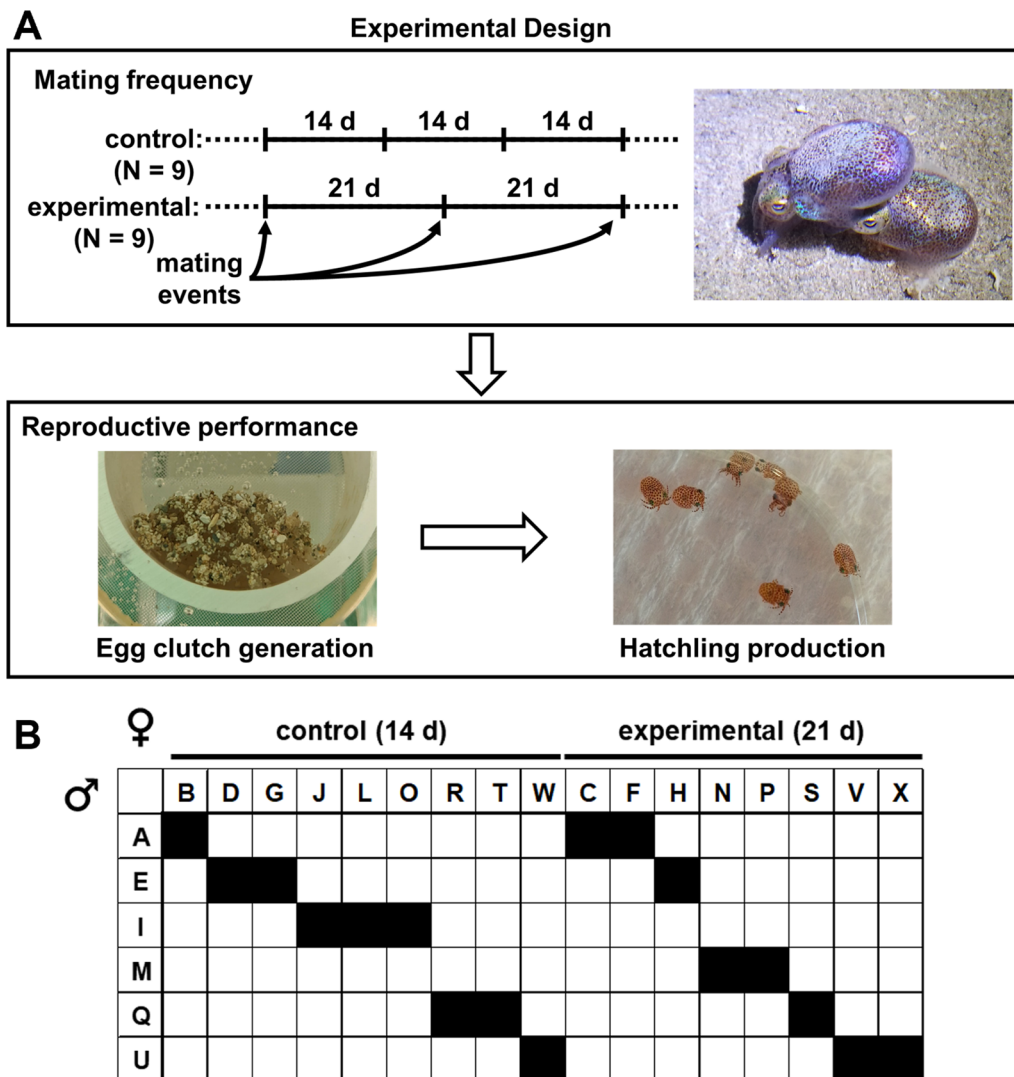 A
Experimental Design
Mating frequency
control:
(N = 9)
14 d 14 d 14 d
experimental:
(N = 9)
21 d 21 d
mating
events
Reproductive performance
Egg clutch generation
Hatchling production
B
♀
control (14 d) experimental (21 d)
♂
B D G J L O R T W C F H N P S V X
A
E
I
M
Q
U